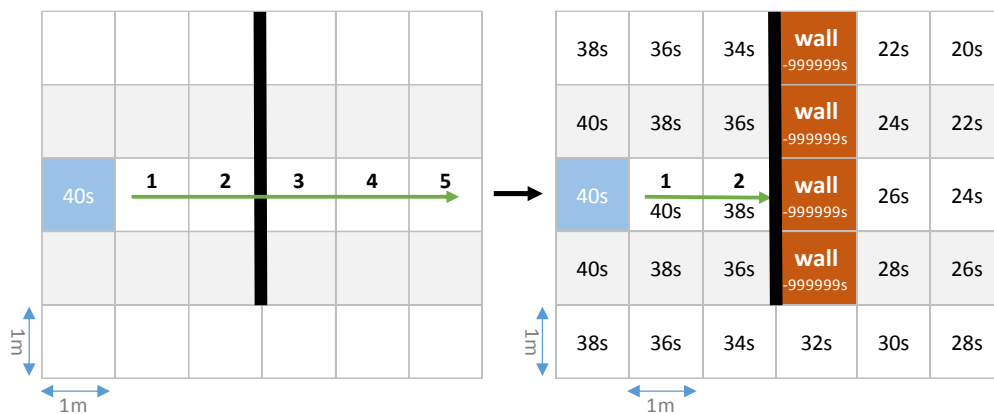 40s 1 2 3 4 5
1m
1m
38s 36s 34s wall 22s 20s
-999999s
40s 38s 36s wall 24s 22s
-999999s
40s 1 2 wall 26s 24s
40s 38s -999999s
40s 38s 36s wall 28s 26s
-999999s
38s 36s 34s 32s 30s 28s
1m
1m